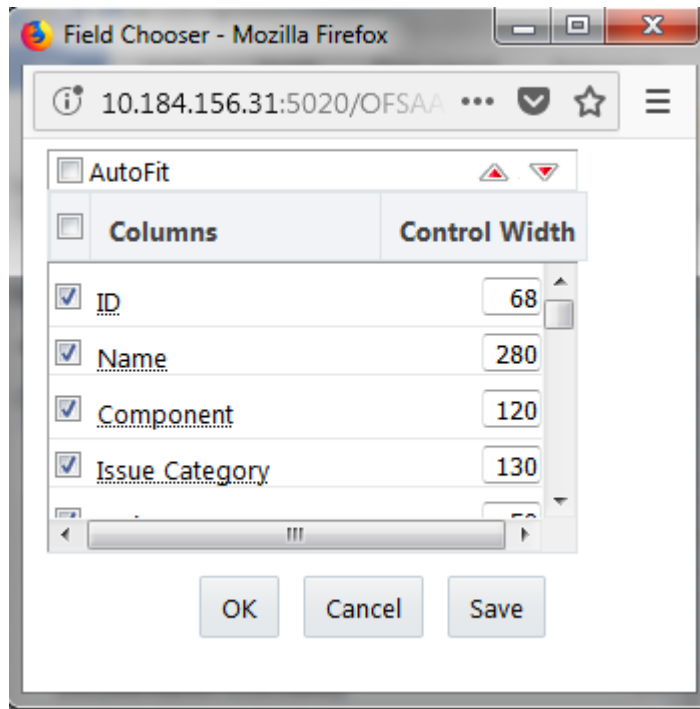 Field Chooser - Mozilla Firefox
10.184.156.31:5020/OFSAA
AutoFit
Columns Control Width
ID 68
Name 280
Component 120
Issue Category 130
OK Cancel Save